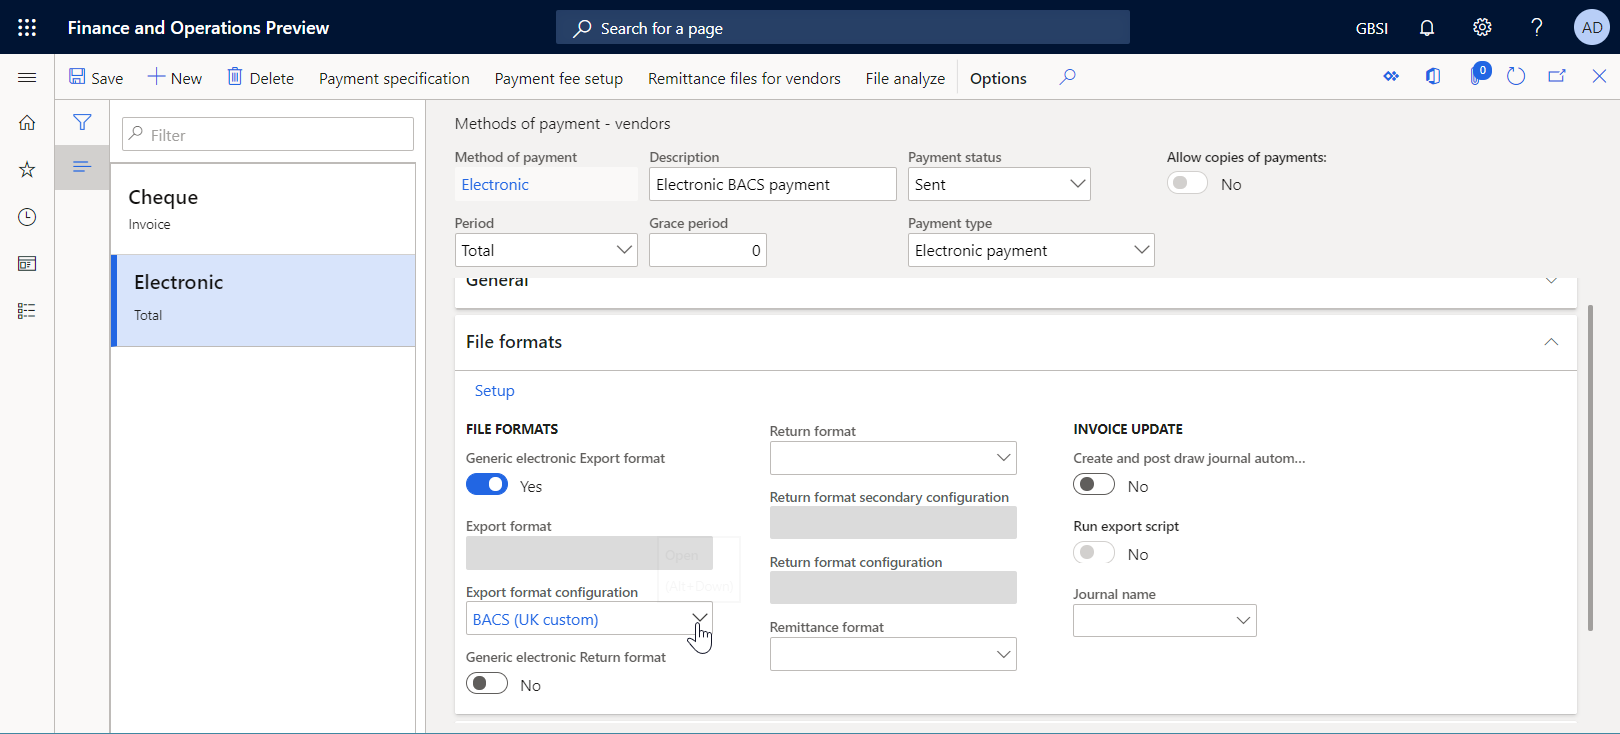 Finance and Operations Preview
Search for a page
GBSI
?
AD
Save
New
Delete
Payment specification
Payment fee setup
Remittance files for vendors
File analyze
Options
0
Filter
Cheque
Invoice
Electronic
Total
Methods of payment - vendors
Method of payment
Description
Payment status
Allow copies of payments:
Electronic
Electronic BACS payment
Sent
No
Period
Grace period
Payment type
Total
0
Electronic payment
General
File formats
Setup
FILE FORMATS
Generic electronic Export format
Yes
Export format
Open
(Alt+Down)
Export format configuration
BACS (UK custom)
Generic electronic Return format
No
Return format
Return format secondary configuration
Return format configuration
Remittance format
INVOICE UPDATE
Create and post draw journal autom...
No
Run export script
No
Journal name